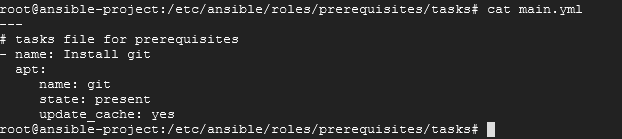 root@ansible-project:/etc/ansible/roles/prerequisites/tasks# cat main.yml
---
# tasks file for prerequisites
- name: Install git
  apt:
     name: git
     state: present
     update_cache: yes
root@ansible-project:/etc/ansible/roles/prerequisites/tasks#